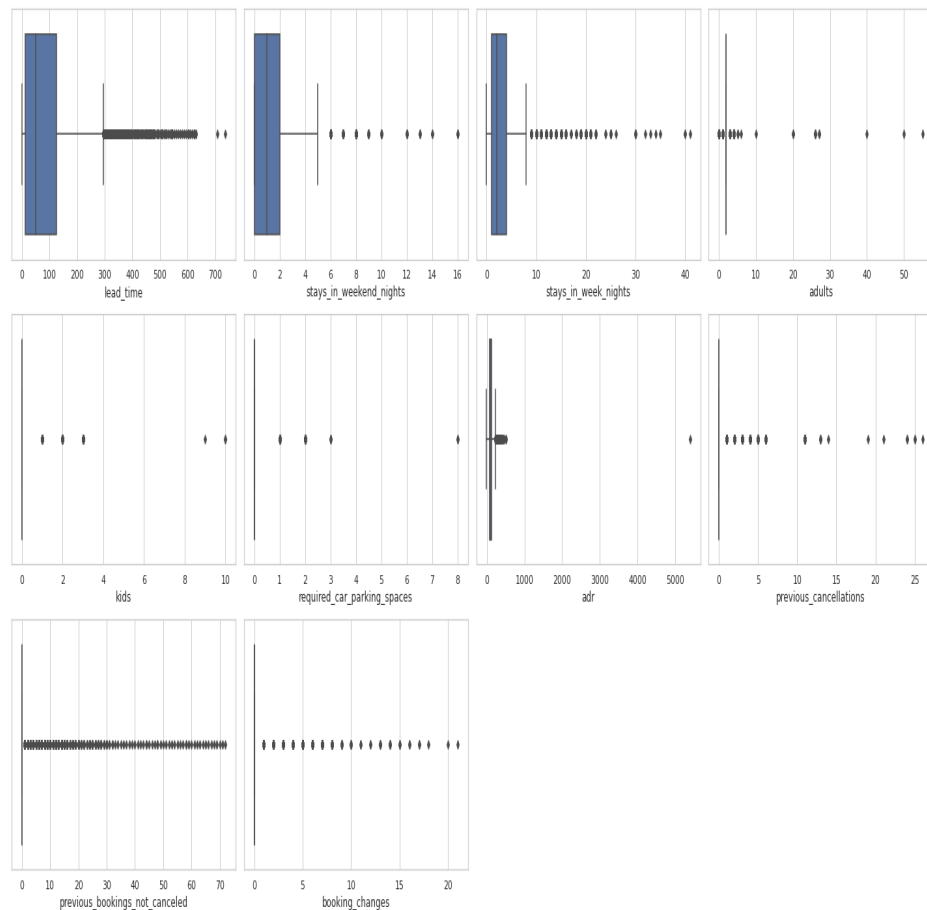 0 100 200 300 400 500 600 700
lead_time
0 2 4 6 8 10 12 14 16
stays_in_weekend_nights
0 10 20 30 40
stays_in_week_nights
0 10 20 30 40 50
adults
0 2 4 6 8 10
kids
0 1 2 3 4 5 6 7 8
required_car_parking_spaces
0 1000 2000 3000 4000 5000
adr
0 5 10 15 20 25
previous_cancellations
0 10 20 30 40 50 60 70
previous_bookings_not_canceled
0 5 10 15 20
booking_changes